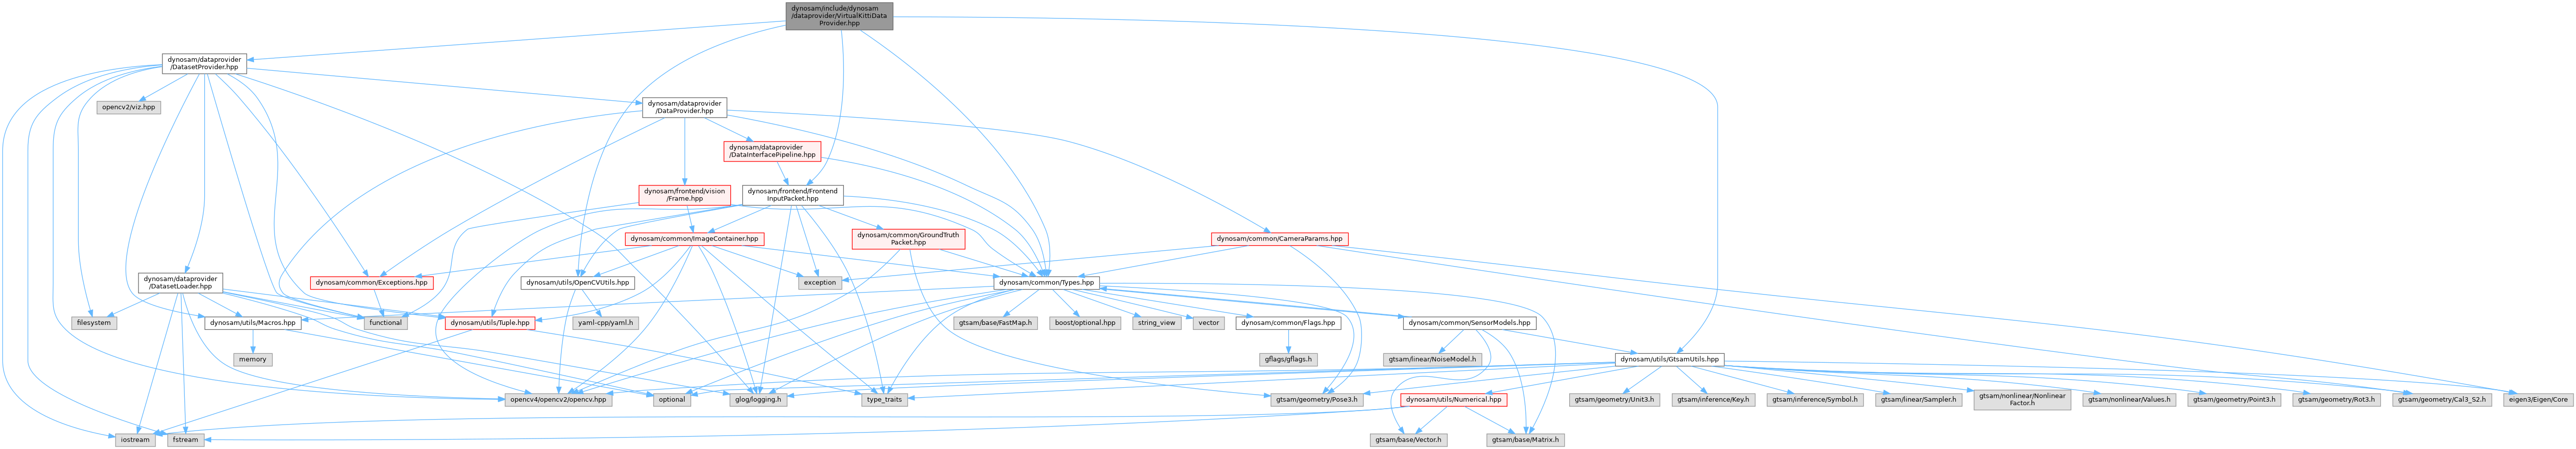 dynosam/include/dynosam
/dataprovider/VirtualKittiData
Provider.hpp
dynosam/dataprovider
/DatasetProvider.hpp
opencv2/viz.hpp
dynosam/dataprovider
/DataProvider.hpp
dynosam/dataprovider
/DataInterfacePipeline.hpp
dynosam/frontend/vision
/Frame.hpp
dynosam/frontend/Frontend
InputPacket.hpp
dynosam/common/ImageContainer.hpp
dynosam/common/GroundTruth
Packet.hpp
dynosam/common/CameraParams.hpp
dynosam/dataprovider
/DatasetLoader.hpp
dynosam/common/Exceptions.hpp
dynosam/utils/OpenCVUtils.hpp
exception
dynosam/common/Types.hpp
filesystem
dynosam/utils/Macros.hpp
functional
dynosam/utils/Tuple.hpp
yaml-cpp/yaml.h
gtsam/base/FastMap.h
boost/optional.hpp
string_view
vector
dynosam/common/Flags.hpp
dynosam/common/SensorModels.hpp
memory
gflags/gflags.h
gtsam/linear/NoiseModel.h
dynosam/utils/GtsamUtils.hpp
opencv4/opencv2/opencv.hpp
optional
glog/logging.h
type_traits
gtsam/geometry/Pose3.h
dynosam/utils/Numerical.hpp
gtsam/geometry/Unit3.h
gtsam/inference/Key.h
gtsam/inference/Symbol.h
gtsam/linear/Sampler.h
gtsam/nonlinear/Nonlinear
Factor.h
gtsam/nonlinear/Values.h
gtsam/geometry/Point3.h
gtsam/geometry/Rot3.h
gtsam/geometry/Cal3_S2.h
eigen3/Eigen/Core
iostream
fstream
gtsam/base/Vector.h
gtsam/base/Matrix.h